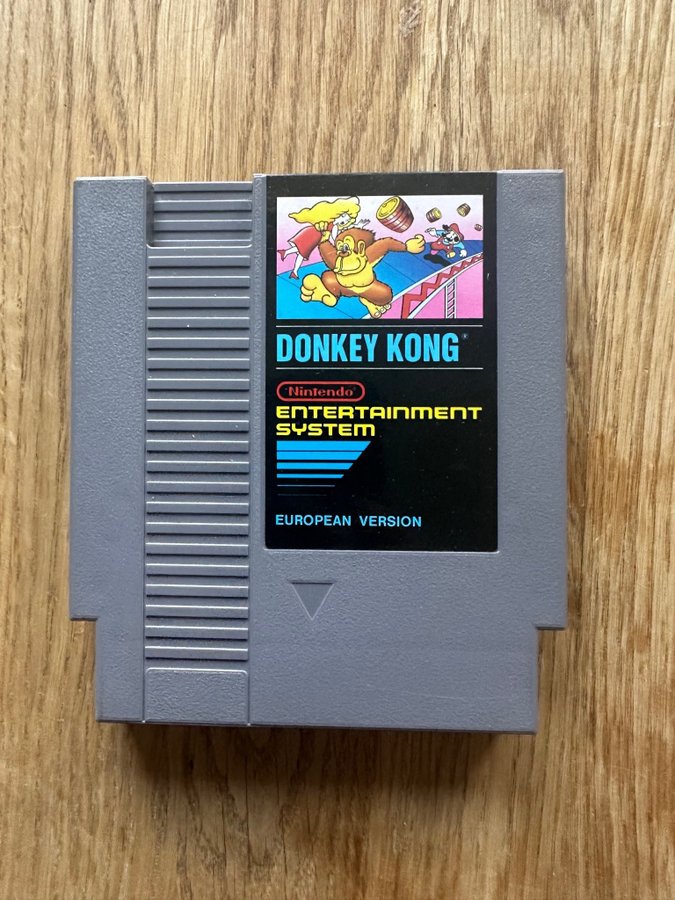 DONKEY KONG
Nintendo
ENTERTAINMENT
SYSTEM
EUROPEAN VERSION